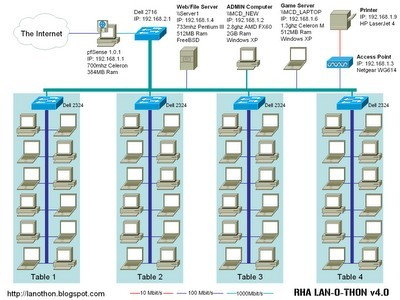 The Internet
pfSense 1.0.1
IP: 192.168.1.1
700mhz Celeron
384MB Ram
Dell 2716
IP: 192.168.2.1
Web/File Server
\\Server1
IP: 192.168.1.4
733mhz Pentium III
512MB Ram
FreeBSD
ADMIN Computer
\\MCD_NEW
IP: 192.168.1.2
2.6ghz AMD FX60
2GB Ram
Windows XP
Game Server
\\MCD_LAPTOP
IP: 192.168.1.6
1.3ghz Celeron M
512MB Ram
Windows XP
Printer
IP: 192.168.1.9
HP LaserJet 4
Access Point
IP: 192.168.1.3
Netgear WG614
Dell 2324
Dell 2324
Dell 2324
Dell 2324
Table 1
Table 2
Table 3
Table 4
http://lanothon.blogspot.com
10 Mbit/s
100 Mbit/s
1000Mbit/s
RHA LAN-O-THON v4.0